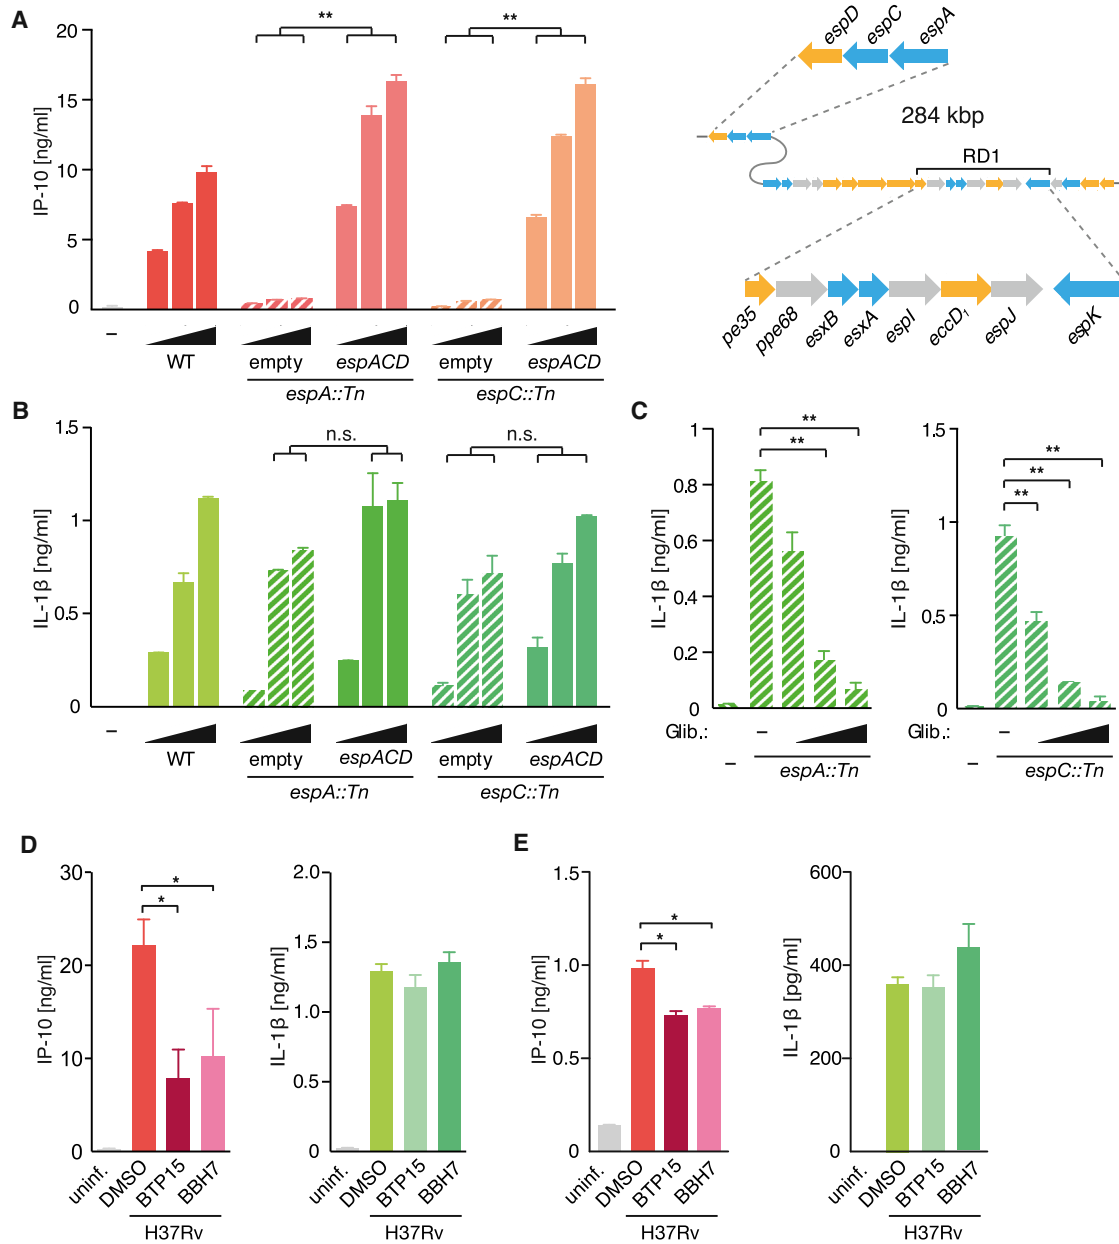 A
IP-10 [ng/ml]
20
15
10
5
0
**
**
–
WT
empty
espACD
empty
espACD
espA::Tn
espC::Tn
espD
espC
espA
284 kbp
RD1
pe35
ppe68
esxB
esxA
espI
eccD1
espJ
espK
B
IL-1β [ng/ml]
1.5
1
0.5
0
n.s.
n.s.
–
WT
empty
espACD
empty
espACD
espA::Tn
espC::Tn
C
IL-1β [ng/ml]
1
0.8
0.6
0.4
0.2
0
**
**
Glib.:
–
–
espA::Tn
IL-1β [ng/ml]
1.5
1
0.5
0
**
**
**
Glib.:
–
–
espC::Tn
D
IP-10 [ng/ml]
30
20
10
0
*
*
uninf.
DMSO
BTP15
BBH7
H37Rv
IL-1β [ng/ml]
2.0
1.5
1.0
0.5
0
uninf.
DMSO
BTP15
BBH7
H37Rv
E
IP-10 [ng/ml]
1.5
1.0
0.5
0
*
*
uninf.
DMSO
BTP15
BBH7
H37Rv
IL-1β [pg/ml]
600
400
200
0
uninf.
DMSO
BTP15
BBH7
H37Rv